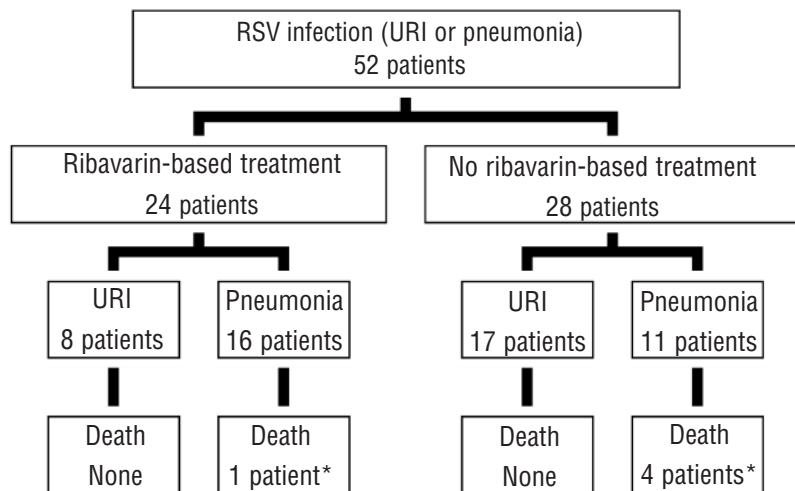 RSV infection (URI or pneumonia)
52 patients
Ribavarin-based treatment
24 patients
No ribavarin-based treatment
28 patients
URI
8 patients
Pneumonia
16 patients
URI
17 patients
Pneumonia
11 patients
Death
None
Death
1 patient*
Death
None
Death
4 patients*